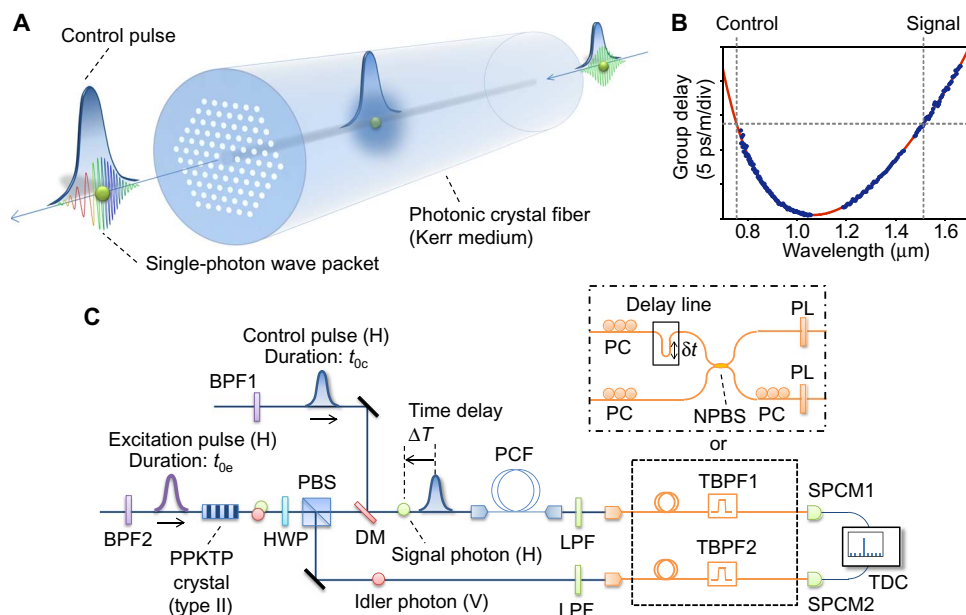 A
Control pulse
Photonic crystal fiber
(Kerr medium)
Single-photon wave packet
B
Control
Signal
Group delay
(5 ps/m/div)
0.8
1.0
1.2
1.4
1.6
Wavelength (μm)
C
Control pulse (H)
Duration: t0c
BPF1
Excitation pulse (H)
Duration: t0e
BPF2
PPKTP
crystal
(type II)
HWP
PBS
DM
Time delay
ΔT
Signal photon (H)
Idler photon (V)
PCF
LPF
LPF
Delay line
PC
δt
PC
NPBS
PC
PL
PL
or
TBPF1
TBPF2
SPCM1
TDC
SPCM2